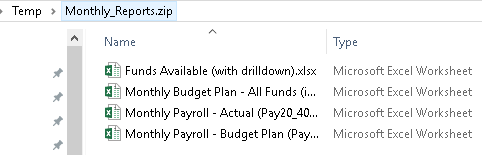 Temp > Monthly_Reports.zip
Name Type
Funds Available (with drilldown).xlsx Microsoft Excel Worksheet
Monthly Budget Plan - All Funds (i... Microsoft Excel Worksheet
Monthly Payroll - Actual (Pay20_40... Microsoft Excel Worksheet
Monthly Payroll - Budget Plan (Pay... Microsoft Excel Worksheet